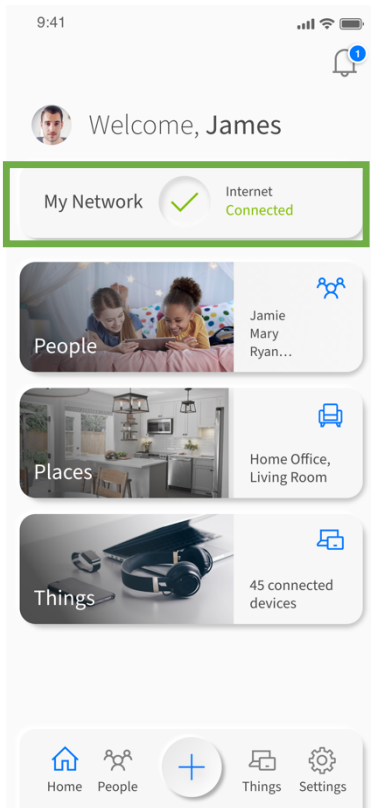 9:41
1
Welcome, James
My Network
Internet
Connected
People
Jamie
Mary
Ryan…
Places
Home Office,
Living Room
Things
45 connected
devices
Home
People
Things
Settings